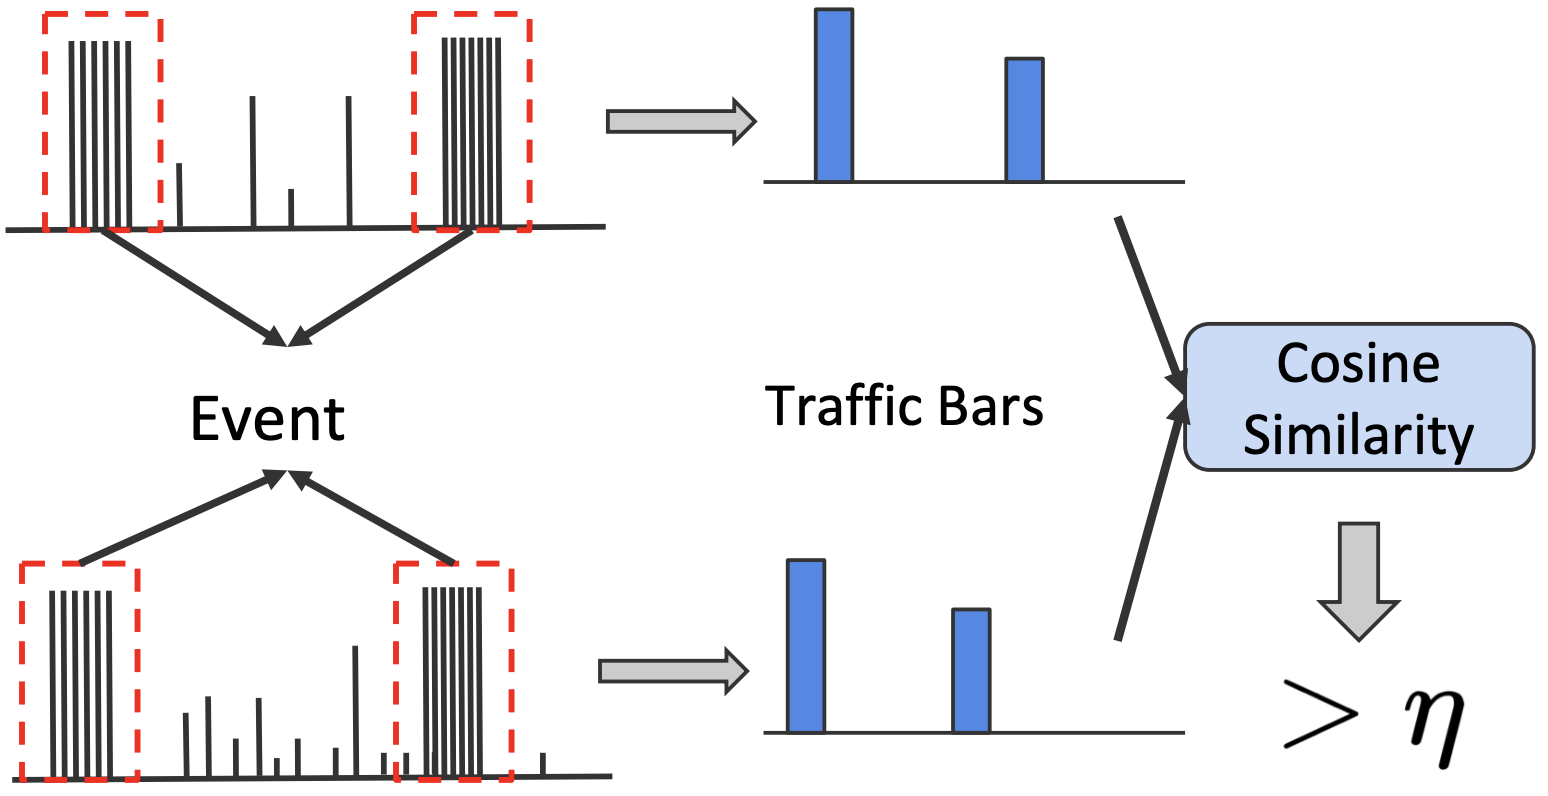 Event
Traffic Bars
Cosine
Similarity
> η